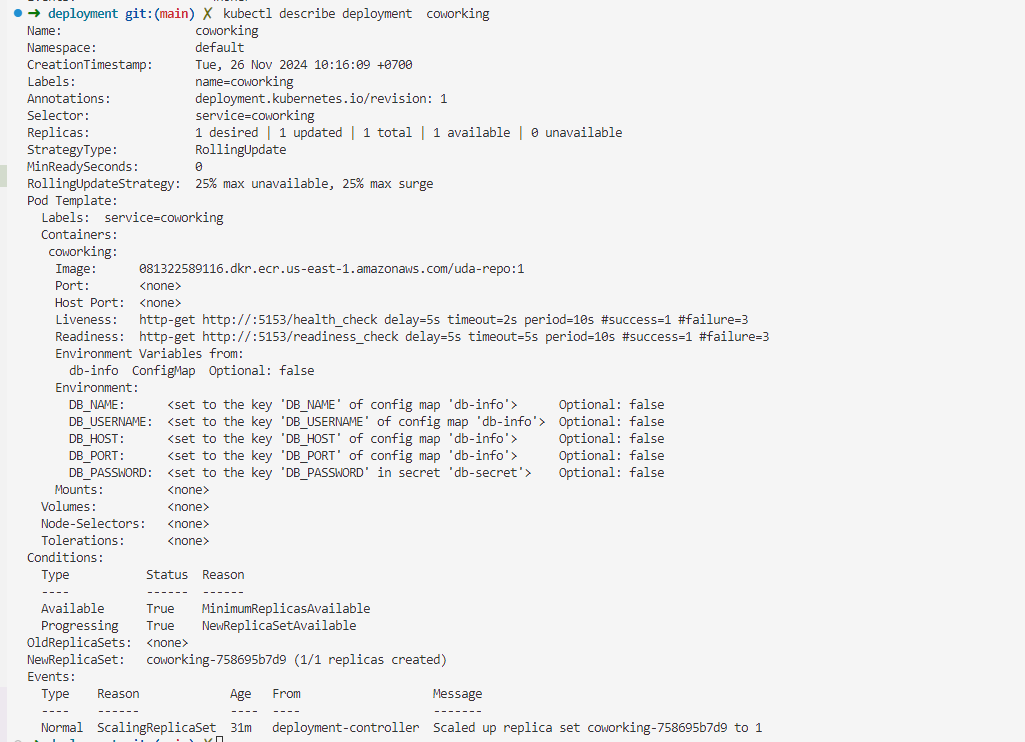 → deployment git:(main) ✗ kubectl describe deployment  coworking
Name:                   coworking
Namespace:              default
CreationTimestamp:      Tue, 26 Nov 2024 10:16:09 +0700
Labels:                 name=coworking
Annotations:            deployment.kubernetes.io/revision: 1
Selector:               service=coworking
Replicas:               1 desired | 1 updated | 1 total | 1 available | 0 unavailable
StrategyType:           RollingUpdate
MinReadySeconds:        0
RollingUpdateStrategy:  25% max unavailable, 25% max surge
Pod Template:
  Labels:  service=coworking
  Containers:
   coworking:
    Image:      081322589116.dkr.ecr.us-east-1.amazonaws.com/uda-repo:1
    Port:       <none>
    Host Port:  <none>
    Liveness:   http-get http://:5153/health_check delay=5s timeout=2s period=10s #success=1 #failure=3
    Readiness:  http-get http://:5153/readiness_check delay=5s timeout=5s period=10s #success=1 #failure=3
    Environment Variables from:
      db-info  ConfigMap  Optional: false
    Environment:
      DB_NAME:      <set to the key 'DB_NAME' of config map 'db-info'>      Optional: false
      DB_USERNAME:  <set to the key 'DB_USERNAME' of config map 'db-info'>  Optional: false
      DB_HOST:      <set to the key 'DB_HOST' of config map 'db-info'>      Optional: false
      DB_PORT:      <set to the key 'DB_PORT' of config map 'db-info'>      Optional: false
      DB_PASSWORD:  <set to the key 'DB_PASSWORD' in secret 'db-secret'>    Optional: false
    Mounts:         <none>
  Volumes:          <none>
  Node-Selectors:   <none>
  Tolerations:      <none>
Conditions:
  Type           Status  Reason
  ----           ------  ------
  Available      True    MinimumReplicasAvailable
  Progressing    True    NewReplicaSetAvailable
OldReplicaSets:  <none>
NewReplicaSet:   coworking-758695b7d9 (1/1 replicas created)
Events:
  Type    Reason             Age   From                   Message
  ----    ------             ----  ----                   -------
  Normal  ScalingReplicaSet  31m   deployment-controller  Scaled up replica set coworking-758695b7d9 to 1